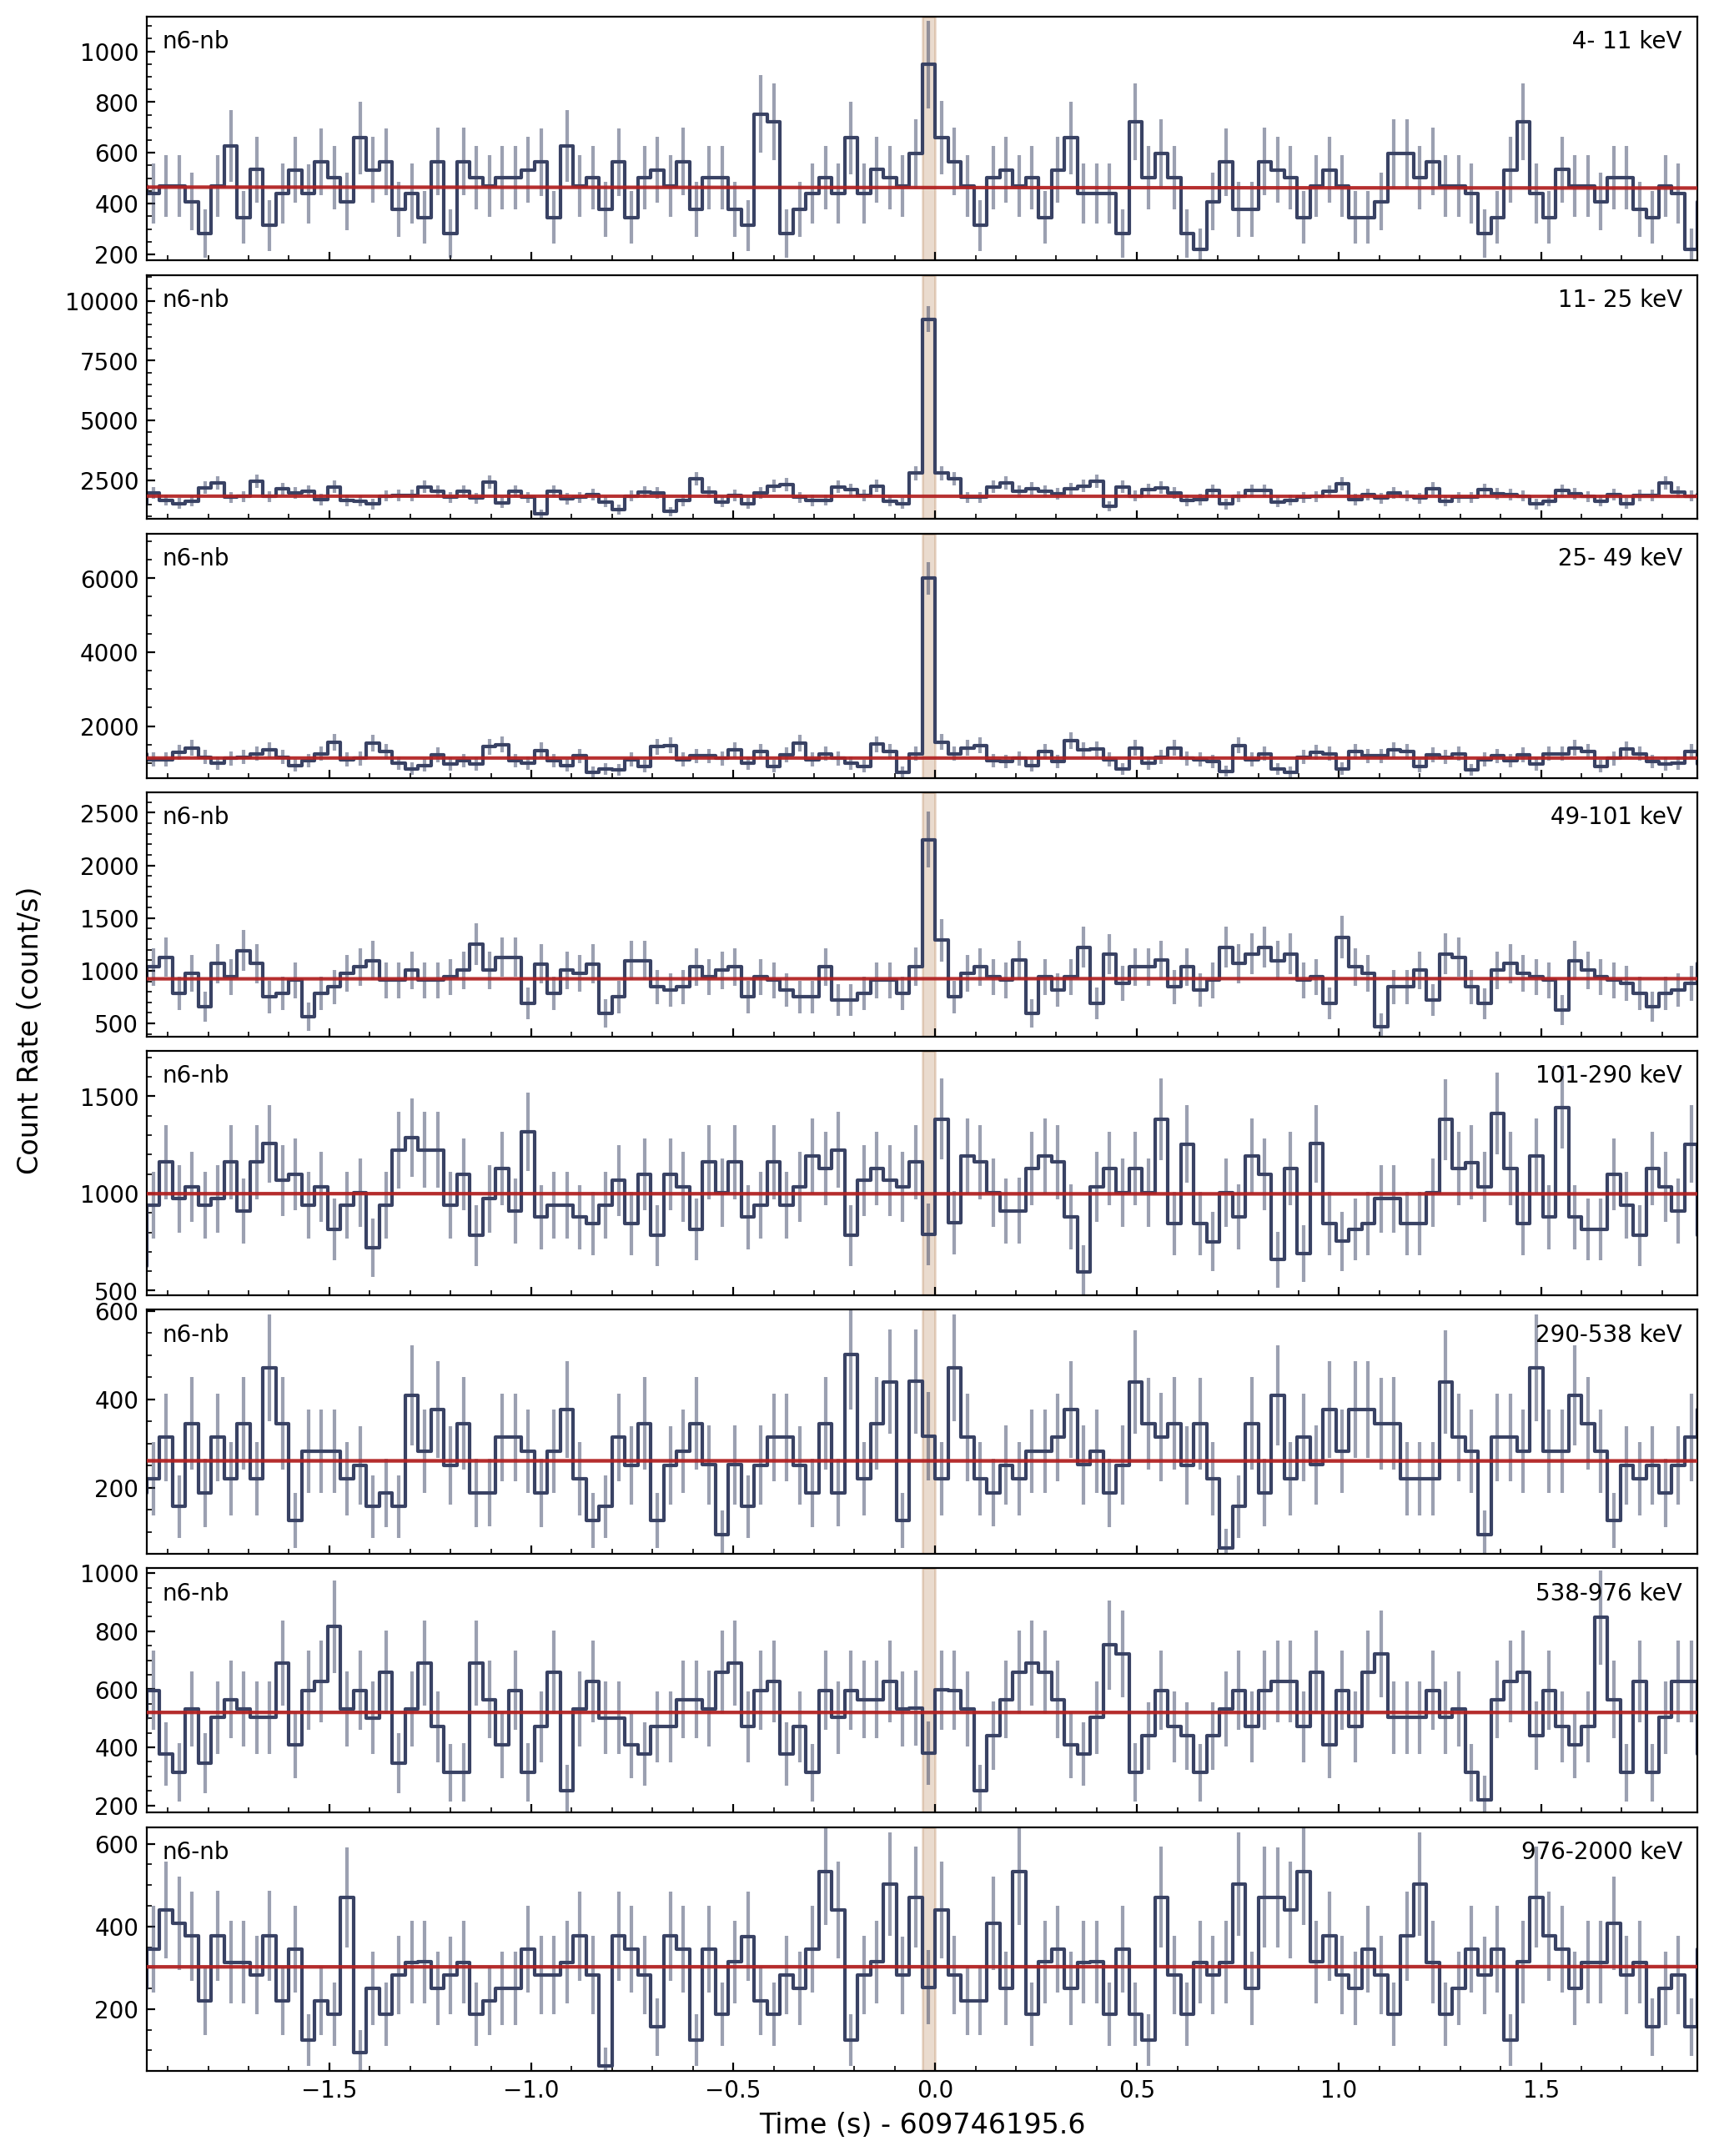 n6-nb 4- 11 keV
1000
800
600
400
200
n6-nb 11- 25 keV
10000
7500
5000
2500
n6-nb 25- 49 keV
6000
4000
2000
n6-nb 49-101 keV
2500
2000
1500
1000
500
n6-nb 101-290 keV
1500
1000
500
n6-nb 290-538 keV
600
400
200
n6-nb 538-976 keV
1000
800
600
400
200
n6-nb 976-2000 keV
600
400
200
−1.5 −1.0 −0.5 0.0 0.5 1.0 1.5
Time (s) - 609746195.6
Count Rate (count/s)